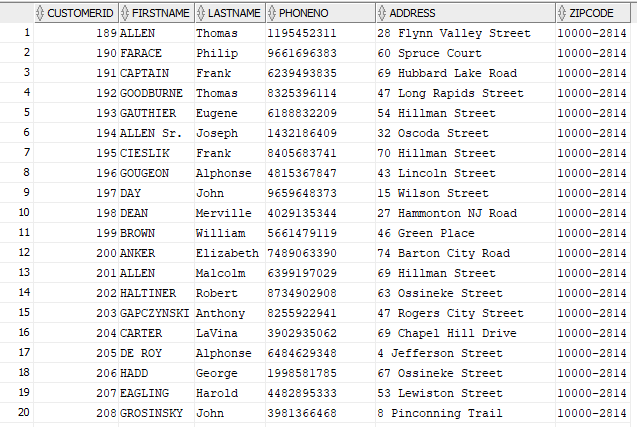 CUSTOMERID FIRSTNAME LASTNAME PHONENO ADDRESS ZIPCODE
1 189 ALLEN Thomas 1195452311 28 Flynn Valley Street 10000-2814
2 190 FARACE Philip 9661696383 60 Spruce Court 10000-2814
3 191 CAPTAIN Frank 6239493835 69 Hubbard Lake Road 10000-2814
4 192 GOODBURNE Thomas 8325396114 47 Long Rapids Street 10000-2814
5 193 GAUTHIER Eugene 6188832209 54 Hillman Street 10000-2814
6 194 ALLEN Sr. Joseph 1432186409 32 Oscoda Street 10000-2814
7 195 CIESLIK Frank 8405683741 70 Hillman Street 10000-2814
8 196 GOUGEON Alphonse 4815367847 43 Lincoln Street 10000-2814
9 197 DAY John 9659648373 15 Wilson Street 10000-2814
10 198 DEAN Merville 4029135344 27 Hammonton NJ Road 10000-2814
11 199 BROWN William 5661479119 46 Green Place 10000-2814
12 200 ANKER Elizabeth 7489063390 74 Barton City Road 10000-2814
13 201 ALLEN Malcolm 6399197029 69 Hillman Street 10000-2814
14 202 HALTINER Robert 8734902908 63 Ossineke Street 10000-2814
15 203 GAPCZYNSKI Anthony 8255922941 47 Rogers City Street 10000-2814
16 204 CARTER LaVina 3902935062 69 Chapel Hill Drive 10000-2814
17 205 DE ROY Alphonse 6484629348 4 Jefferson Street 10000-2814
18 206 HADD George 1998581785 67 Ossineke Street 10000-2814
19 207 EAGLING Harold 4482895333 53 Lewiston Street 10000-2814
20 208 GROSINSKY John 3981366468 8 Pinconning Trail 10000-2814